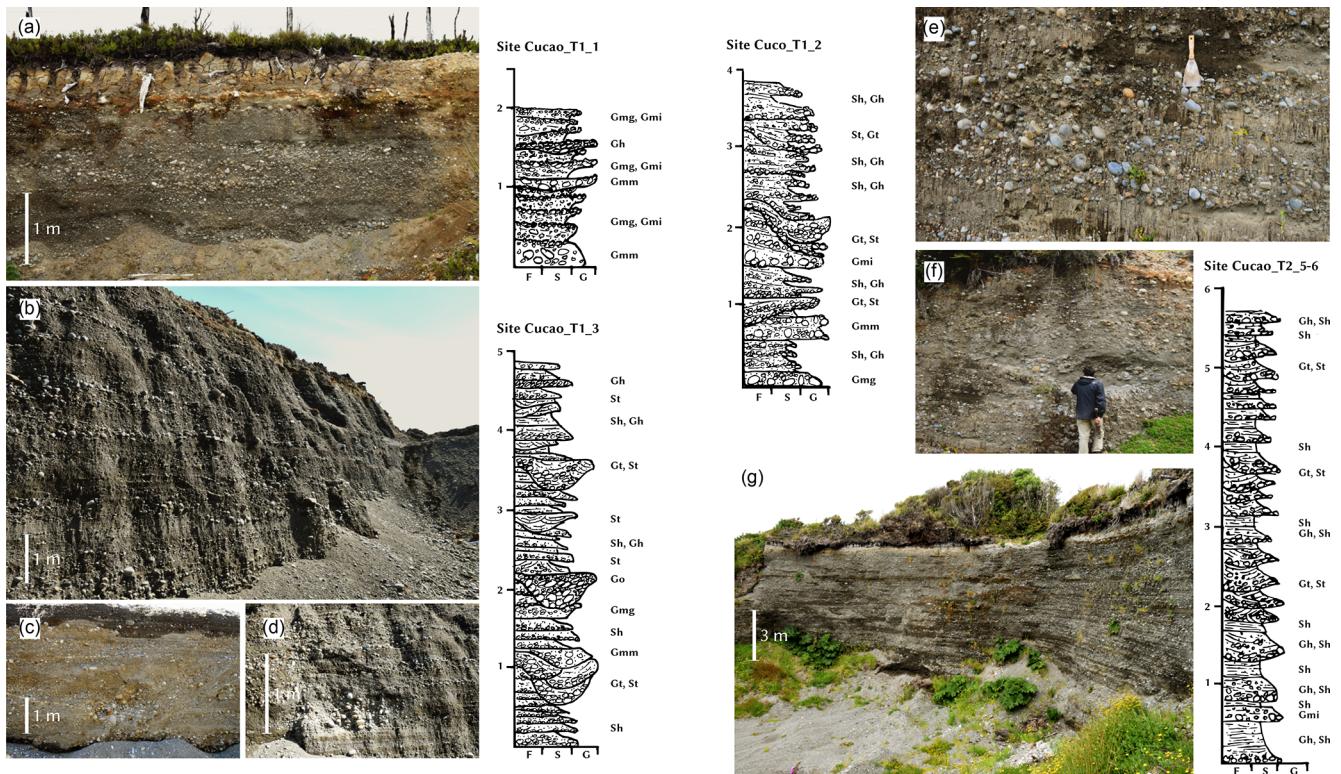 (a)
1 m
Site Cucao_T1_1
2
1
Gmg, Gmi
Gh
Gmg, Gmi
Gmm
Gmg, Gmi
Gmm
F S G
Site Cuco_T1_2
4
3
2
1
Sh, Gh
St, Gt
Sh, Gh
Sh, Gh
Gt, St
Gmi
Sh, Gh
Gt, St
Gmm
Sh, Gh
Gmg
F S G
(b)
1 m
Site Cucao_T1_3
5
4
3
2
1
Gh
St
Sh, Gh
Gt, St
St
Sh, Gh
St
Go
Gmg
Sh
Gmm
Gt, St
Sh
F S G
(c)
1 m
(d)
1 m
(e)
(f)
Site Cucao_T2_5-6
6
5
4
3
2
1
Gh, Sh
Sh
Gt, St
Sh
Gt, St
Sh
Gh, Sh
Gt, St
Sh
Gh, Sh
Sh
Gh, Sh
Sh
Gmi
Gh, Sh
F S G
(g)
3 m